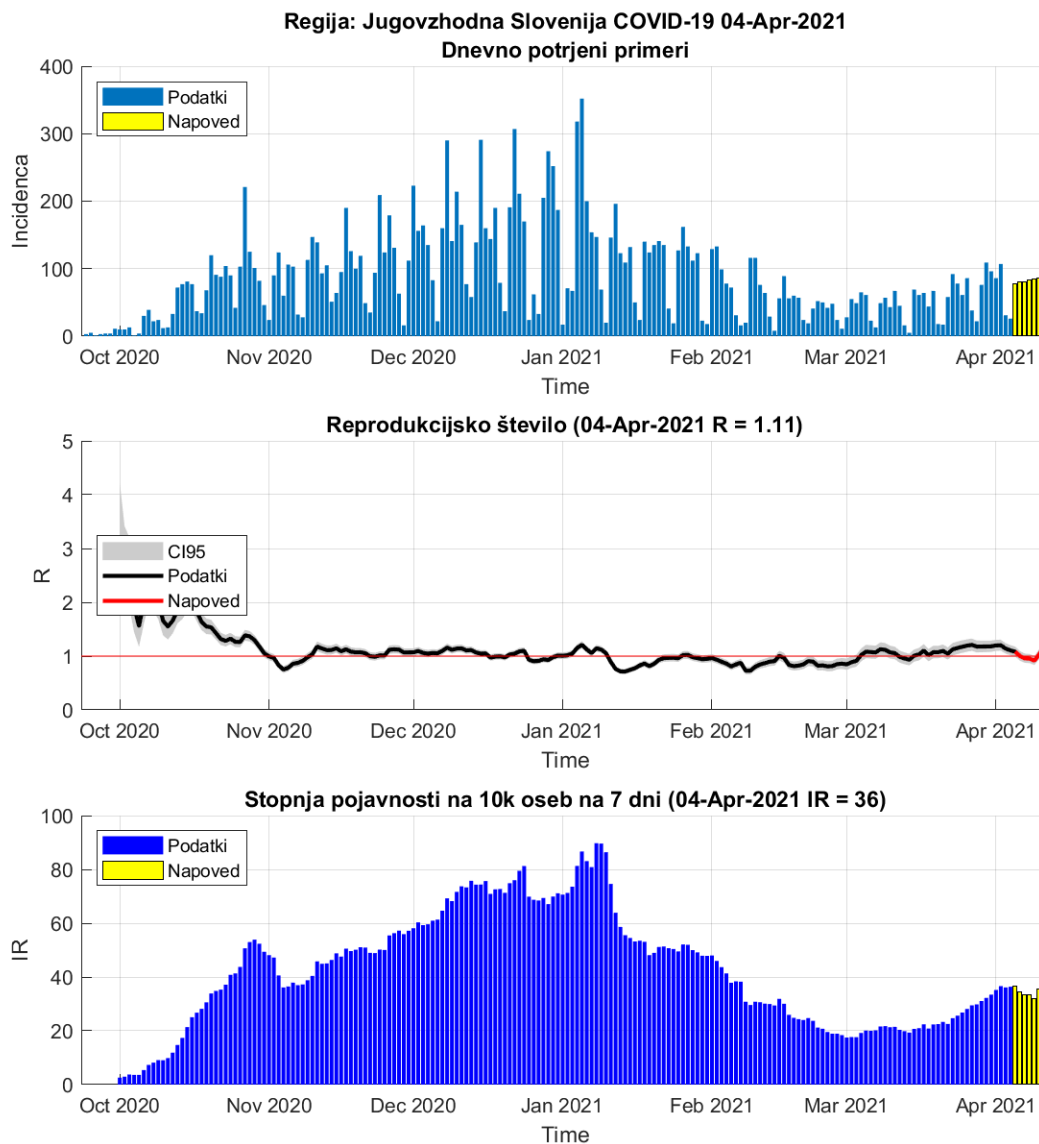 Regija: Jugovzhodna Slovenija COVID-19 04-Apr-2021
Dnevno potrjeni primeri
400
300
200
100
0
Incidenca
Podatki
Napoved
Oct 2020 Nov 2020 Dec 2020 Jan 2021 Feb 2021 Mar 2021 Apr 2021
Time
Reprodukcijsko število (04-Apr-2021 R = 1.11)
5
4
3
2
1
0
R
CI95
Podatki
Napoved
Oct 2020 Nov 2020 Dec 2020 Jan 2021 Feb 2021 Mar 2021 Apr 2021
Time
Stopnja pojavnosti na 10k oseb na 7 dni (04-Apr-2021 IR = 36)
100
80
60
40
20
0
IR
Podatki
Napoved
Oct 2020 Nov 2020 Dec 2020 Jan 2021 Feb 2021 Mar 2021 Apr 2021
Time